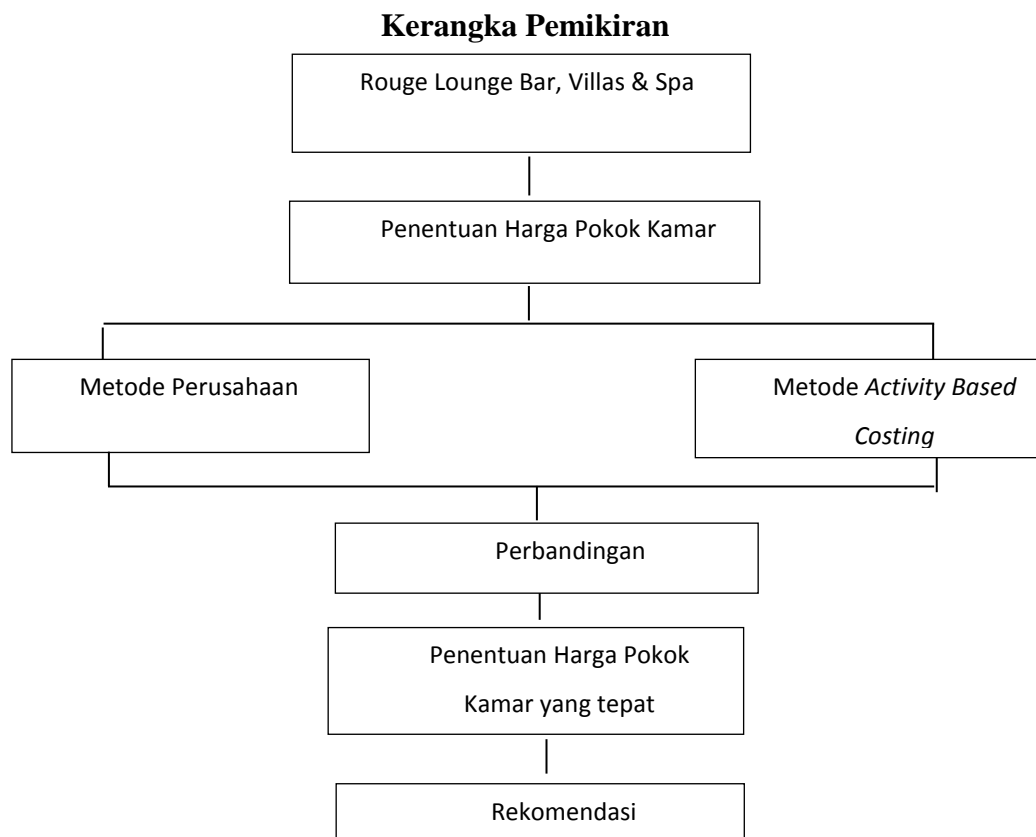 Kerangka Pemikiran
Rouge Lounge Bar, Villas & Spa
Penentuan Harga Pokok Kamar
Metode Perusahaan
Metode Activity Based
Costing
Perbandingan
Penentuan Harga Pokok
Kamar yang tepat
Rekomendasi